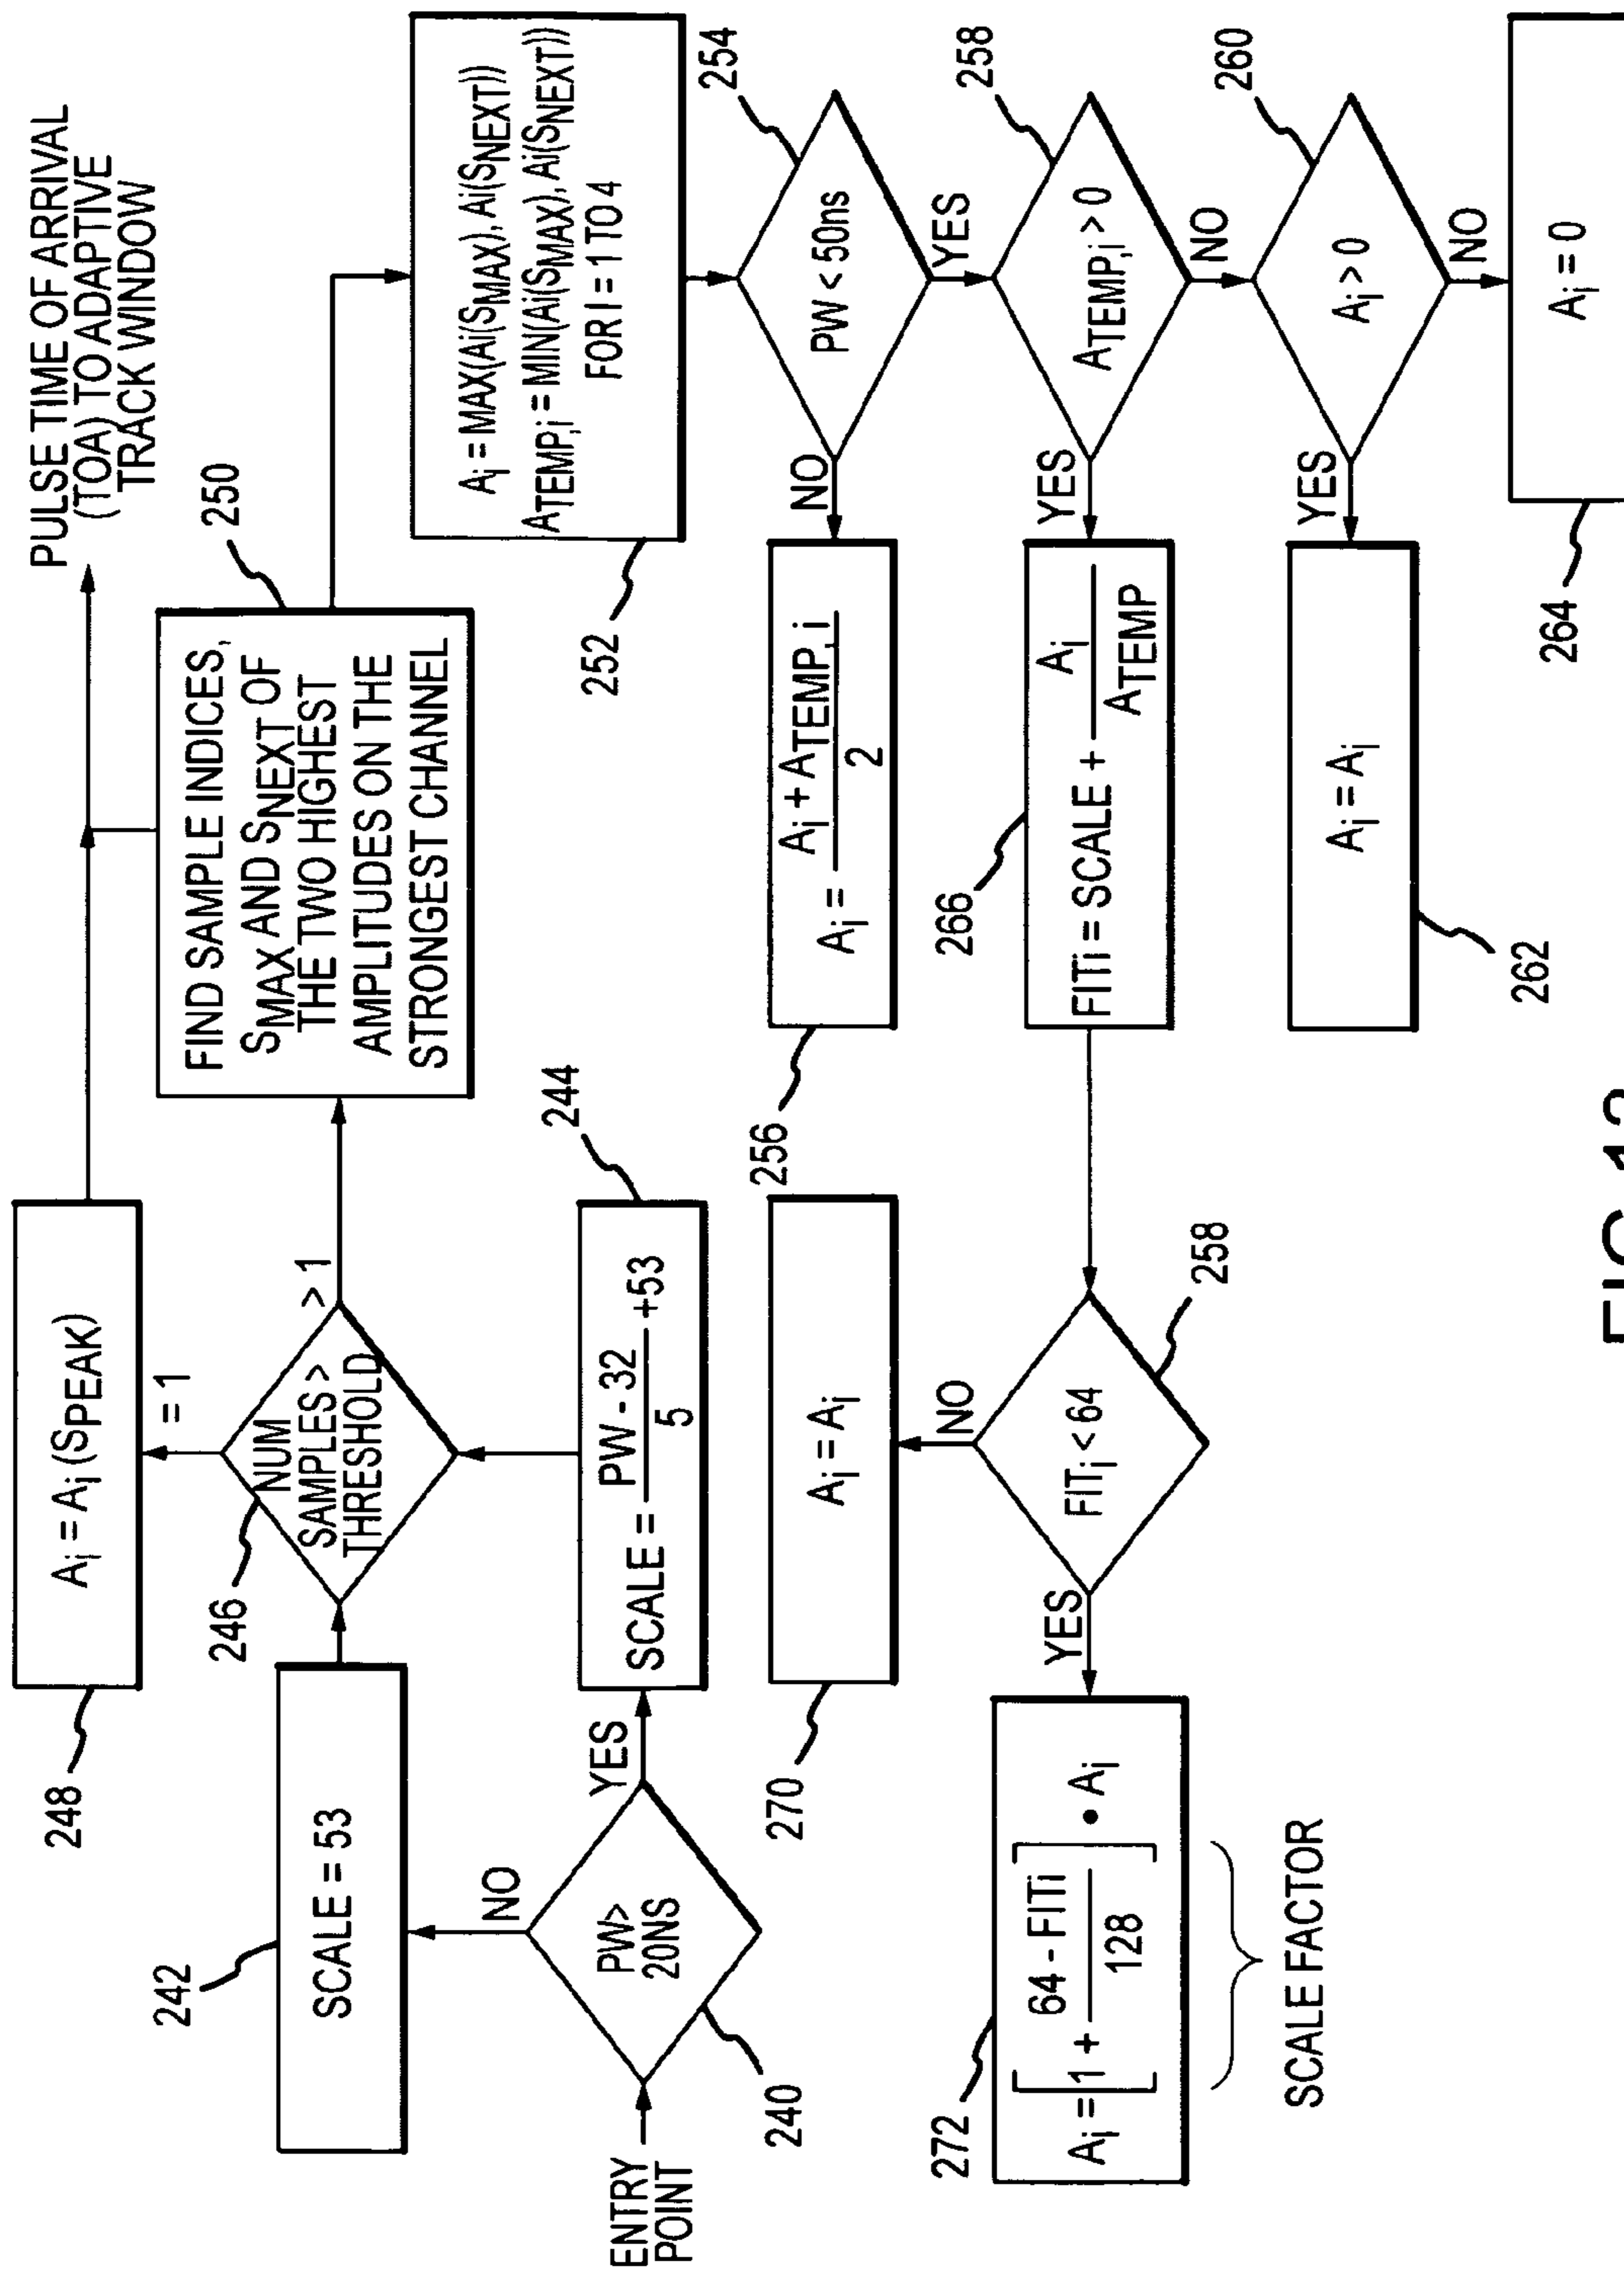 PULSE TIME OF ARRIVAL
(TOA) TO ADAPTIVE
TRACK WINDOW
248
Ai = Ai (SPEAK)
= 1
246
NUM
SAMPLES >
THRESHOLD
> 1
250
FIND SAMPLE INDICES,
SMAX AND SNEXT OF
THE TWO HIGHEST
AMPLITUDES ON THE
STRONGEST CHANNEL
242
SCALE = 53
NO
ENTRY
POINT
PW>
20NS
240
YES
244
SCALE = PW - 32 / 5 +53
252
Ai = MAX(Ai(SMAX), Ai(SNEXT))
ATEMP,i = MIN(Ai(SMAX), Ai(SNEXT))
FOR I = 1 TO 4
254
PW < 50ns
NO
YES
256
Ai = Ai + ATEMP, i / 2
258
ATEMP,i > 0
YES
NO
266
FITi = SCALE + Ai / ATEMP
260
Ai > 0
YES
NO
262
Ai = Ai
264
Ai = 0
258
FITi < 64
NO
YES
270
Ai = Ai
272
Ai = [1 + 64 - FITi / 128] • Ai
SCALE FACTOR